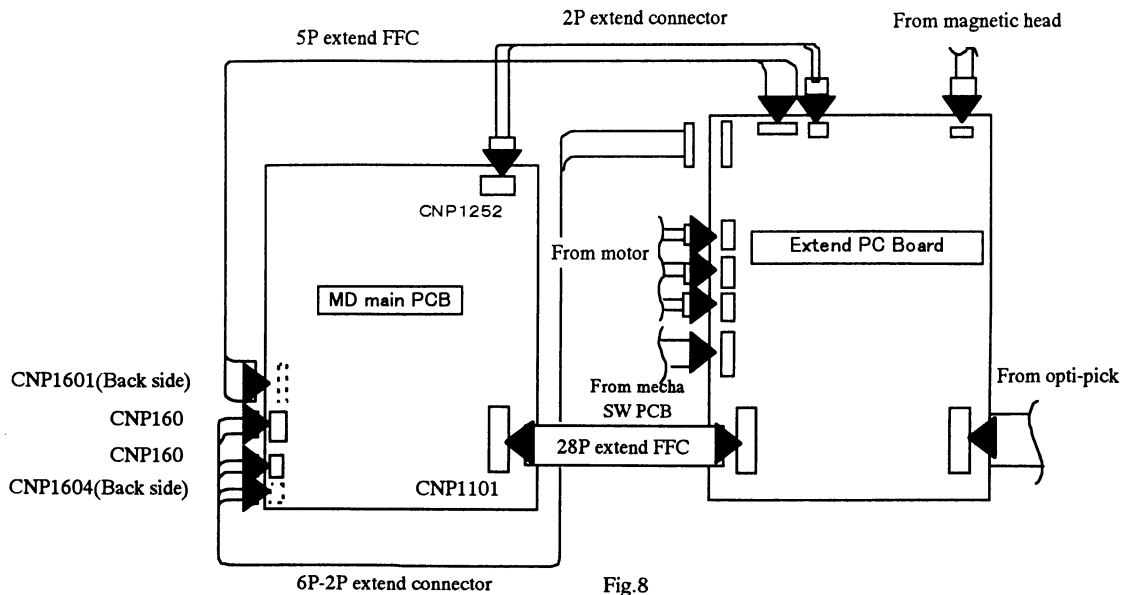 From magnetic head
2P extend connector
5P extend FFC
CNP1252
Extend PC Board
From motor
MD main PCB
CNP1601(Back side)
From opti-pick
From mecha
SW PCB
CNP160
28P extend FFC
CNP160
CNP1604(Back side)
CNP1101
6P-2P extend connector
Fig.8